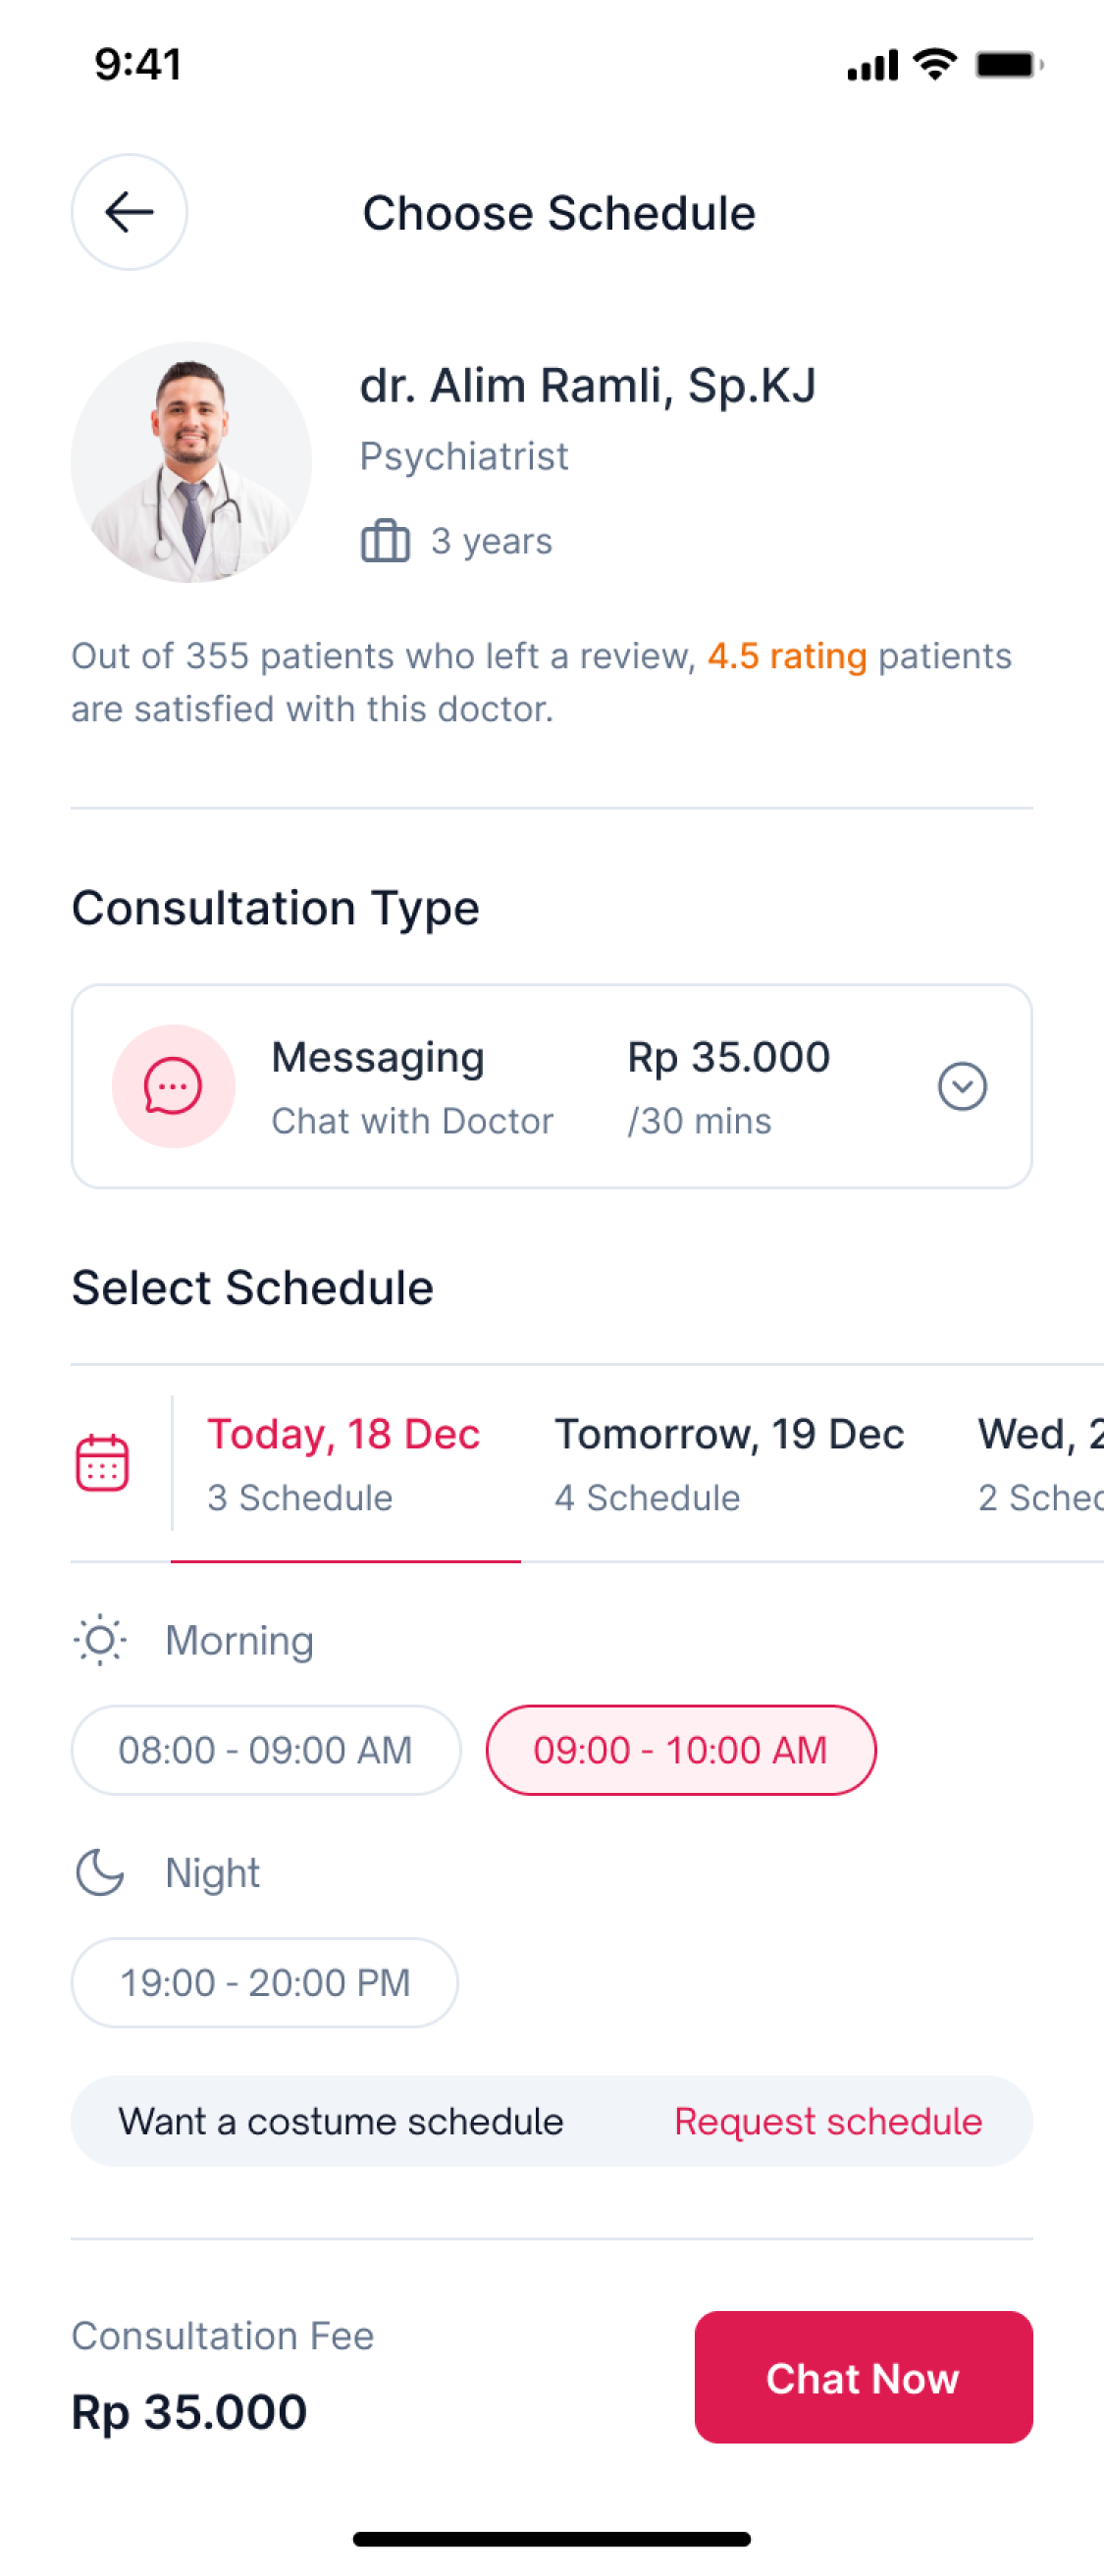 9:41
Choose Schedule
dr. Alim Ramli, Sp.KJ
Psychiatrist
3 years
Out of 355 patients who left a review, 4.5 rating patients
are satisfied with this doctor.
Consultation Type
Messaging Rp 35.000
Chat with Doctor /30 mins
Select Schedule
Today, 18 Dec Tomorrow, 19 Dec Wed,
3 Schedule 4 Schedule 2
Morning
08:00 - 09:00 AM 09:00 - 10:00 AM
Night
19:00 - 20:00 PM
Want a costume schedule Request schedule
Consultation Fee
Rp 35.000
Chat Now